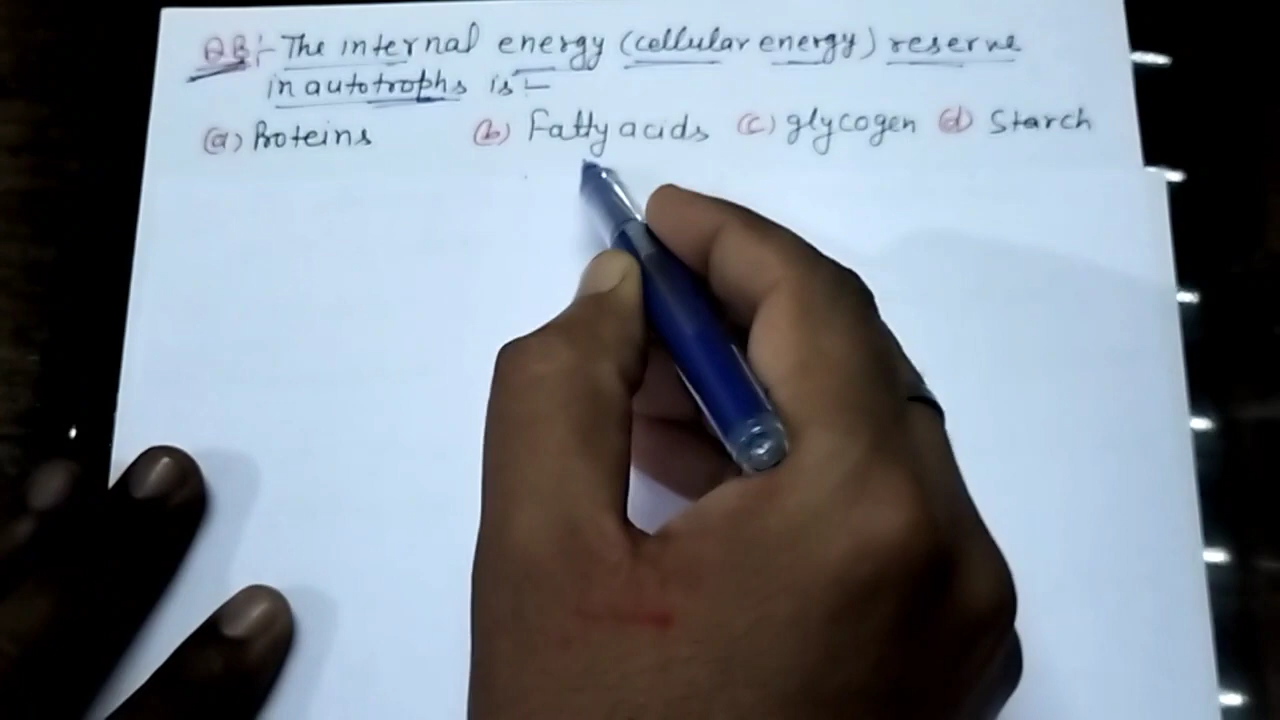 Q8:- The internal energy (cellular energy) reserve
in autotrophs is :-
(a) Proteins (b) Fatty acids (c) glycogen (d) Starch